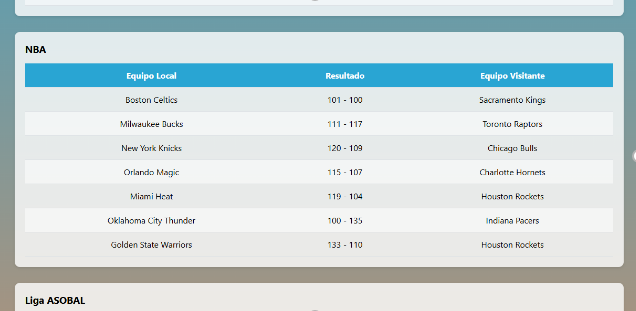 NBA
Equipo Local Resultado Equipo Visitante
Boston Celtics 101 - 100 Sacramento Kings
Milwaukee Bucks 111 - 117 Toronto Raptors
New York Knicks 120 - 109 Chicago Bulls
Orlando Magic 115 - 107 Charlotte Hornets
Miami Heat 119 - 104 Houston Rockets
Oklahoma City Thunder 100 - 135 Indiana Pacers
Golden State Warriors 133 - 110 Houston Rockets
Liga ASOBAL